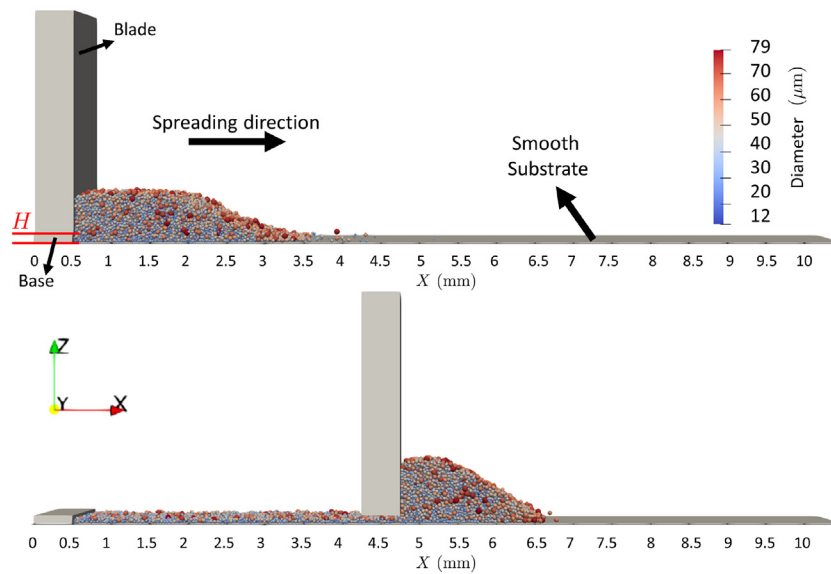 Blade
Spreading direction
Smooth
Substrate
79
70
60
50
40
30
20
12
Diameter (μm)
H
Base
0 0.5 1 1.5 2 2.5 3 3.5 4 4.5 5 5.5 6 6.5 7 7.5 8 8.5 9 9.5 10
X (mm)
Z
Y
X
0 0.5 1 1.5 2 2.5 3 3.5 4 4.5 5 5.5 6 6.5 7 7.5 8 8.5 9 9.5 10
X (mm)